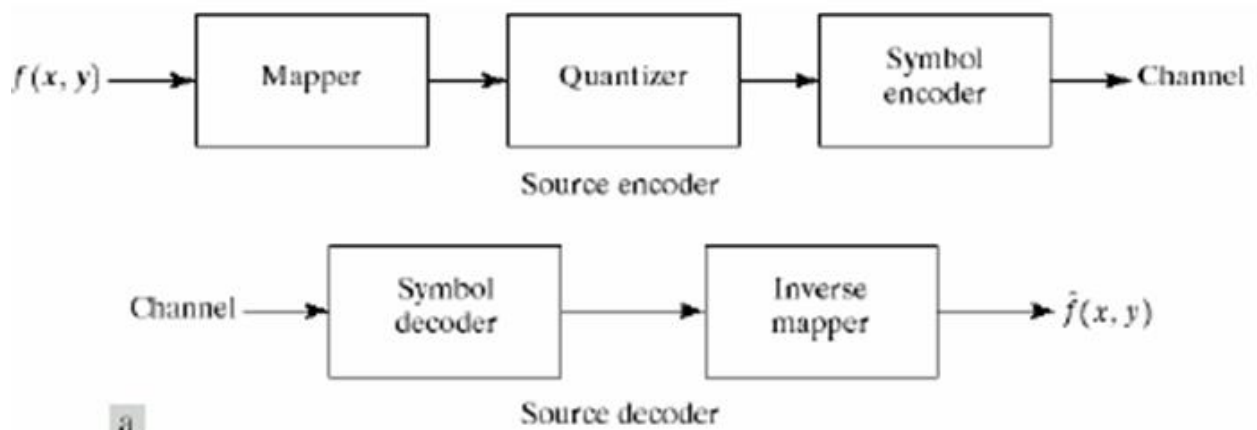 f(x, y)
Mapper
Quantizer
Symbol
encoder
Channel
Source encoder
Channel
Symbol
decoder
Inverse
mapper
f̂(x, y)
Source decoder
a